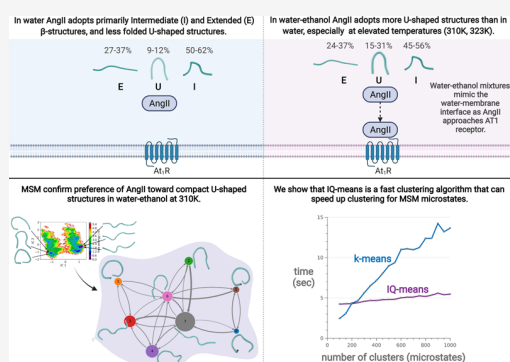 In water AngII adopts primarily Intermediate (I) and Extended (E)
β-structures, and less folded U-shaped structures.
27-37% 9-12% 50-62%
E U I
AngII
At₁R
In water-ethanol AngII adopts more U-shaped structures than in
water, especially at elevated temperatures (310K, 323K).
24-37% 15-31% 45-56%
E U I
AngII
AngII
At₁R
Water-ethanol mixtures
mimic the
water-membrane
interface as AngII
approaches AT1
receptor.
MSM confirm preference of AngII toward compact U-shaped
structures in water-ethanol at 310K.
We show that IQ-means is a fast clustering algorithm that can
speed up clustering for MSM microstates.
15
10
5
0
time
(sec)
k-means
IQ-means
0 200 400 600 800 1000
number of clusters (microstates)